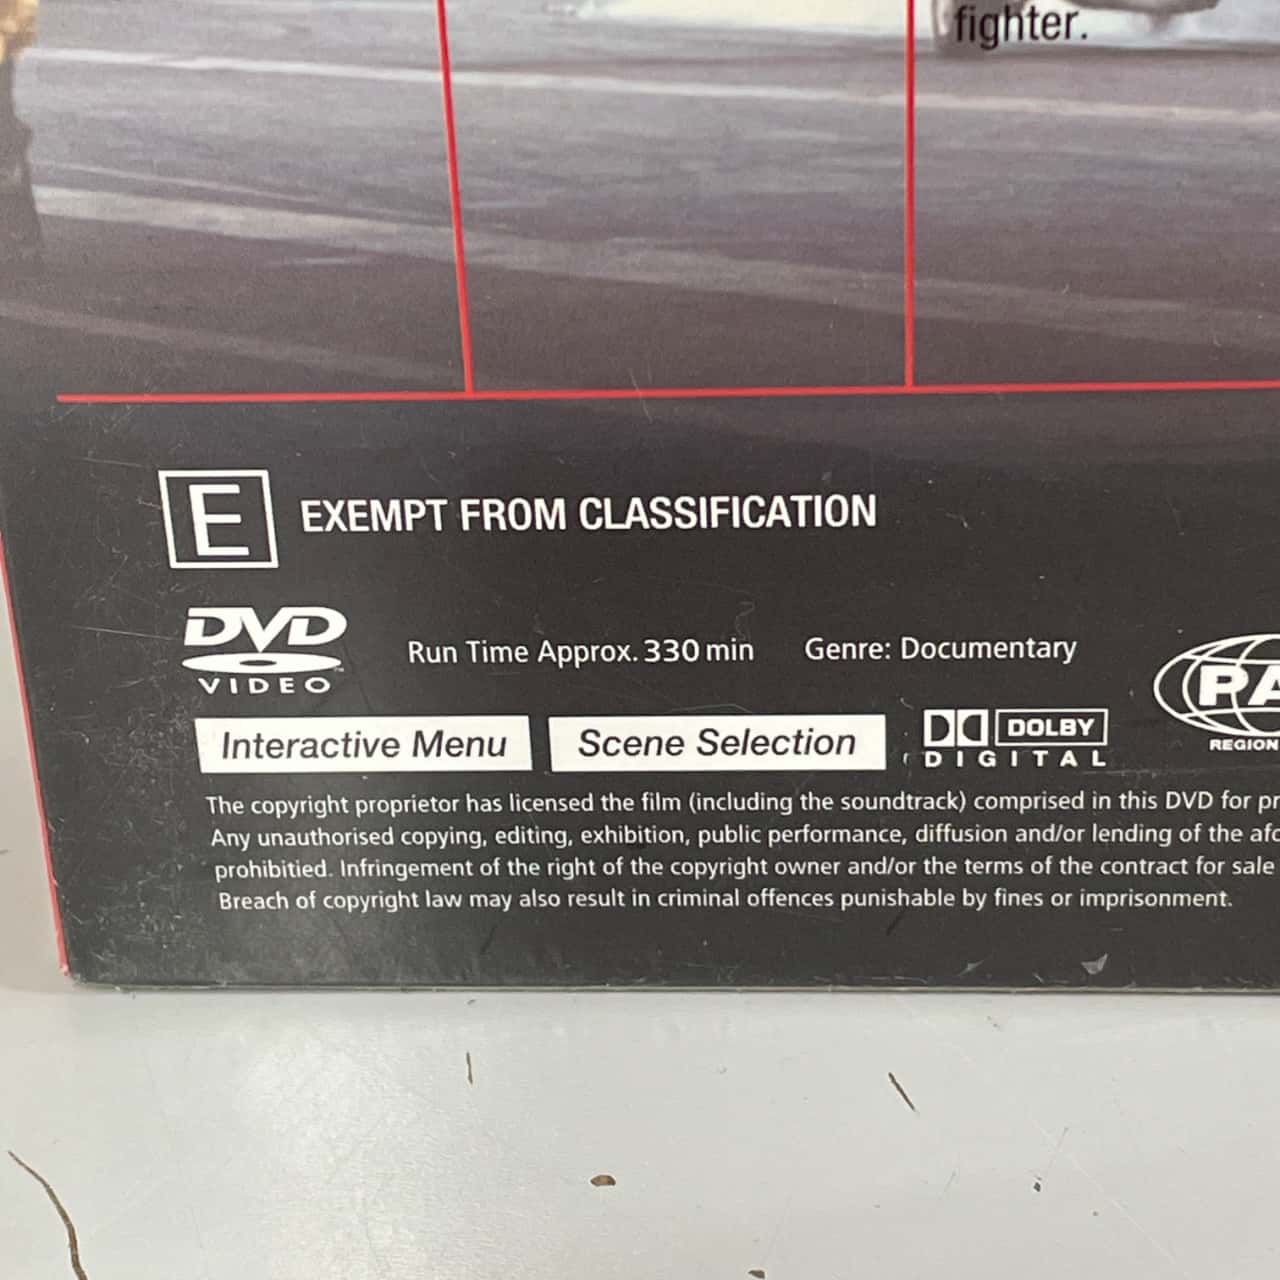 fighter.
E EXEMPT FROM CLASSIFICATION
DVD
VIDEO
Run Time Approx. 330 min Genre: Documentary
Interactive Menu Scene Selection
DOLBY
DIGITAL
REGION
The copyright proprietor has licensed the film (including the soundtrack) comprised in this DVD for
Any unauthorised copying, editing, exhibition, public performance, diffusion and/or lending of the
prohibitied. Infringement of the right of the copyright owner and/or the terms of the contract for sale
Breach of copyright law may also result in criminal offences punishable by fines or imprisonment.